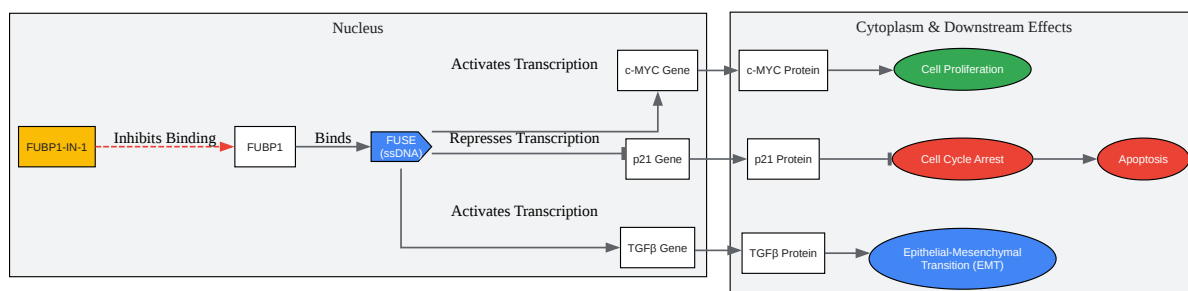 Nucleus
Cytoplasm & Downstream Effects
Activates Transcription
c-MYC Gene
c-MYC Protein
Cell Proliferation
FUBP1-IN-1
Inhibits Binding
FUBP1
Binds
FUSE
(ssDNA)
Represses Transcription
p21 Gene
p21 Protein
Cell Cycle Arrest
Apoptosis
Activates Transcription
TGFβ Gene
TGFβ Protein
Epithelial-Mesenchymal
Transition (EMT)